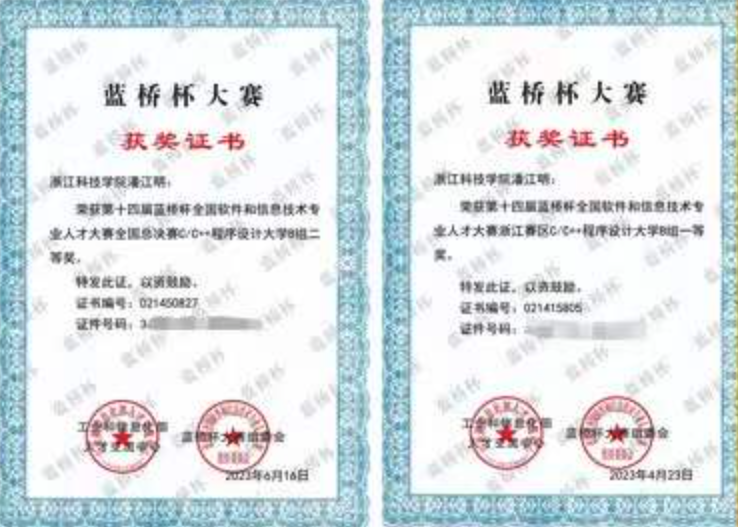 蓝桥杯大赛
获奖证书
浙江科技学院潘江明：
荣获第十四届蓝桥杯全国软件和信息技术专
业人才大赛全国总决赛C/C++程序设计大学B组二
等奖。
特发此证，以资鼓励。
证书编号：021450827
证件号码：3
工业和信息化部
人才交流中心
蓝桥杯大赛组委会
2023年6月16日
蓝桥杯大赛
获奖证书
浙江科技学院潘江明：
荣获第十四届蓝桥杯全国软件和信息技术专
业人才大赛浙江赛区C/C++程序设计大学B组一等
奖。
特发此证，以资鼓励。
证书编号：021415805
证件号码：
工业和信息化部
人才交流中心
蓝桥杯大赛组委会
2023年4月23日